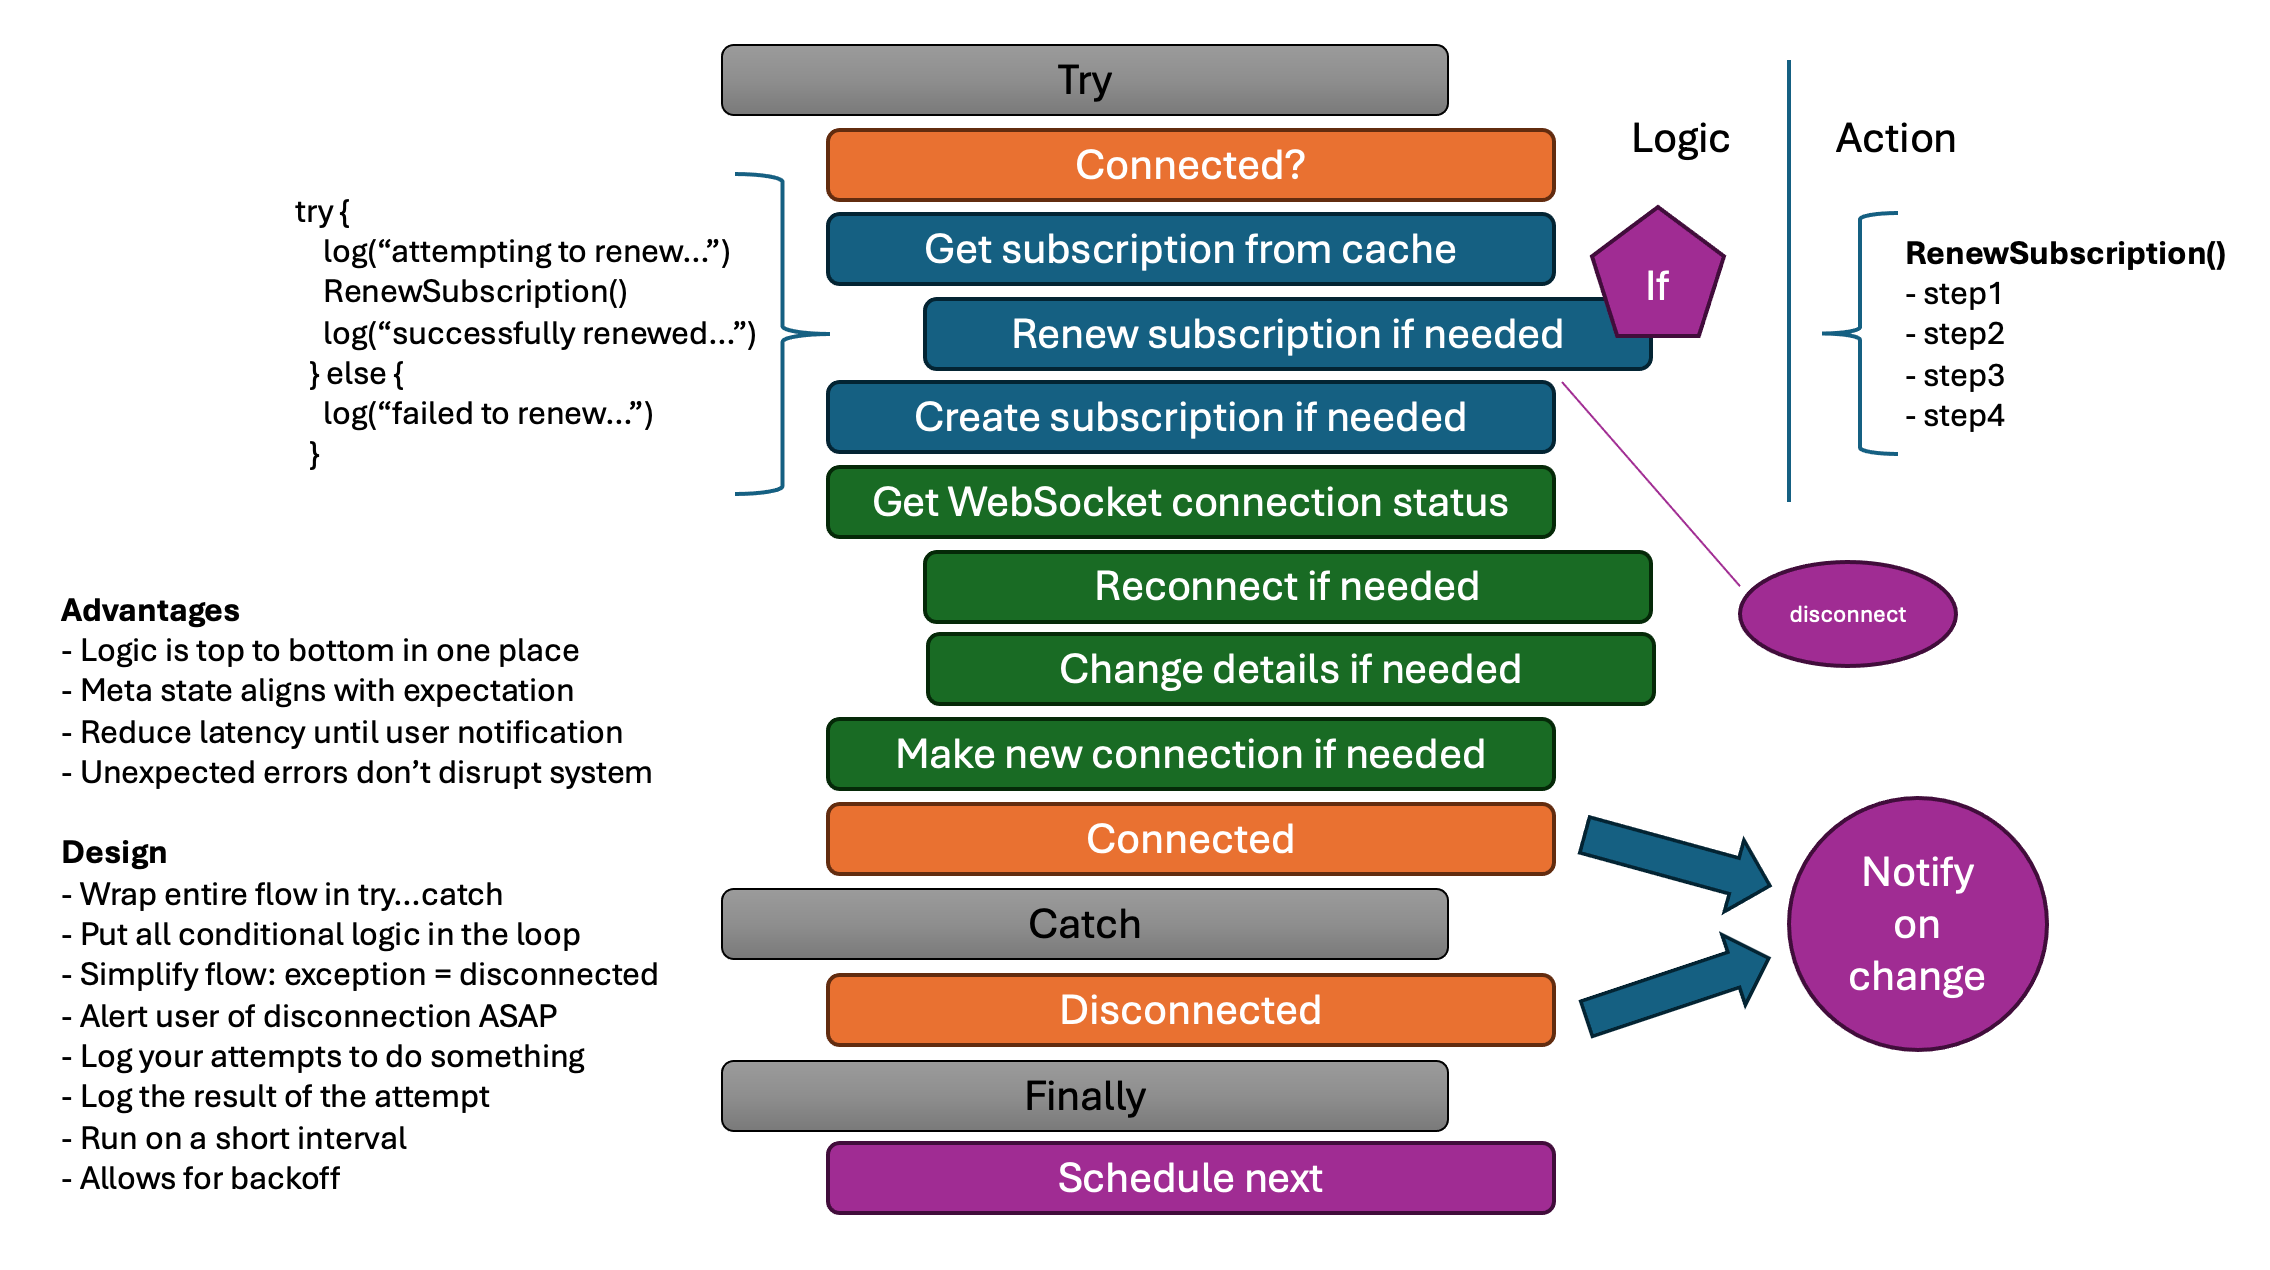 Try
Connected?
Get subscription from cache
Renew subscription if needed
Create subscription if needed
Get WebSocket connection status
Reconnect if needed
Change details if needed
Make new connection if needed
Connected
Catch
Disconnected
Finally
Schedule next
try {
log(“attempting to renew...”)
RenewSubscription()
log(“successfully renewed...”)
} else {
log(“failed to renew...”)
}
Advantages
- Logic is top to bottom in one place
- Meta state aligns with expectation
- Reduce latency until user notification
- Unexpected errors don’t disrupt system
Design
- Wrap entire flow in try...catch
- Put all conditional logic in the loop
- Simplify flow: exception = disconnected
- Alert user of disconnection ASAP
- Log your attempts to do something
- Log the result of the attempt
- Run on a short interval
- Allows for backoff
Logic
If
Action
RenewSubscription()
- step1
- step2
- step3
- step4
disconnect
Notify
on
change